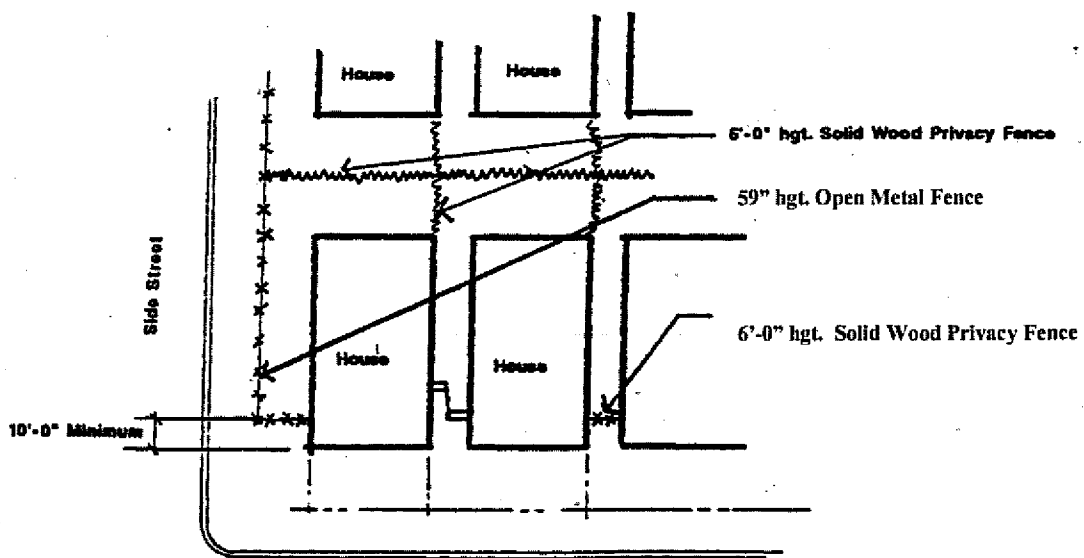 House
House
6'-0" hgt. Solid Wood Privacy Fence
59" hgt. Open Metal Fence
Side Street
6'-0" hgt. Solid Wood Privacy Fence
House
House
10'-0" Minimum